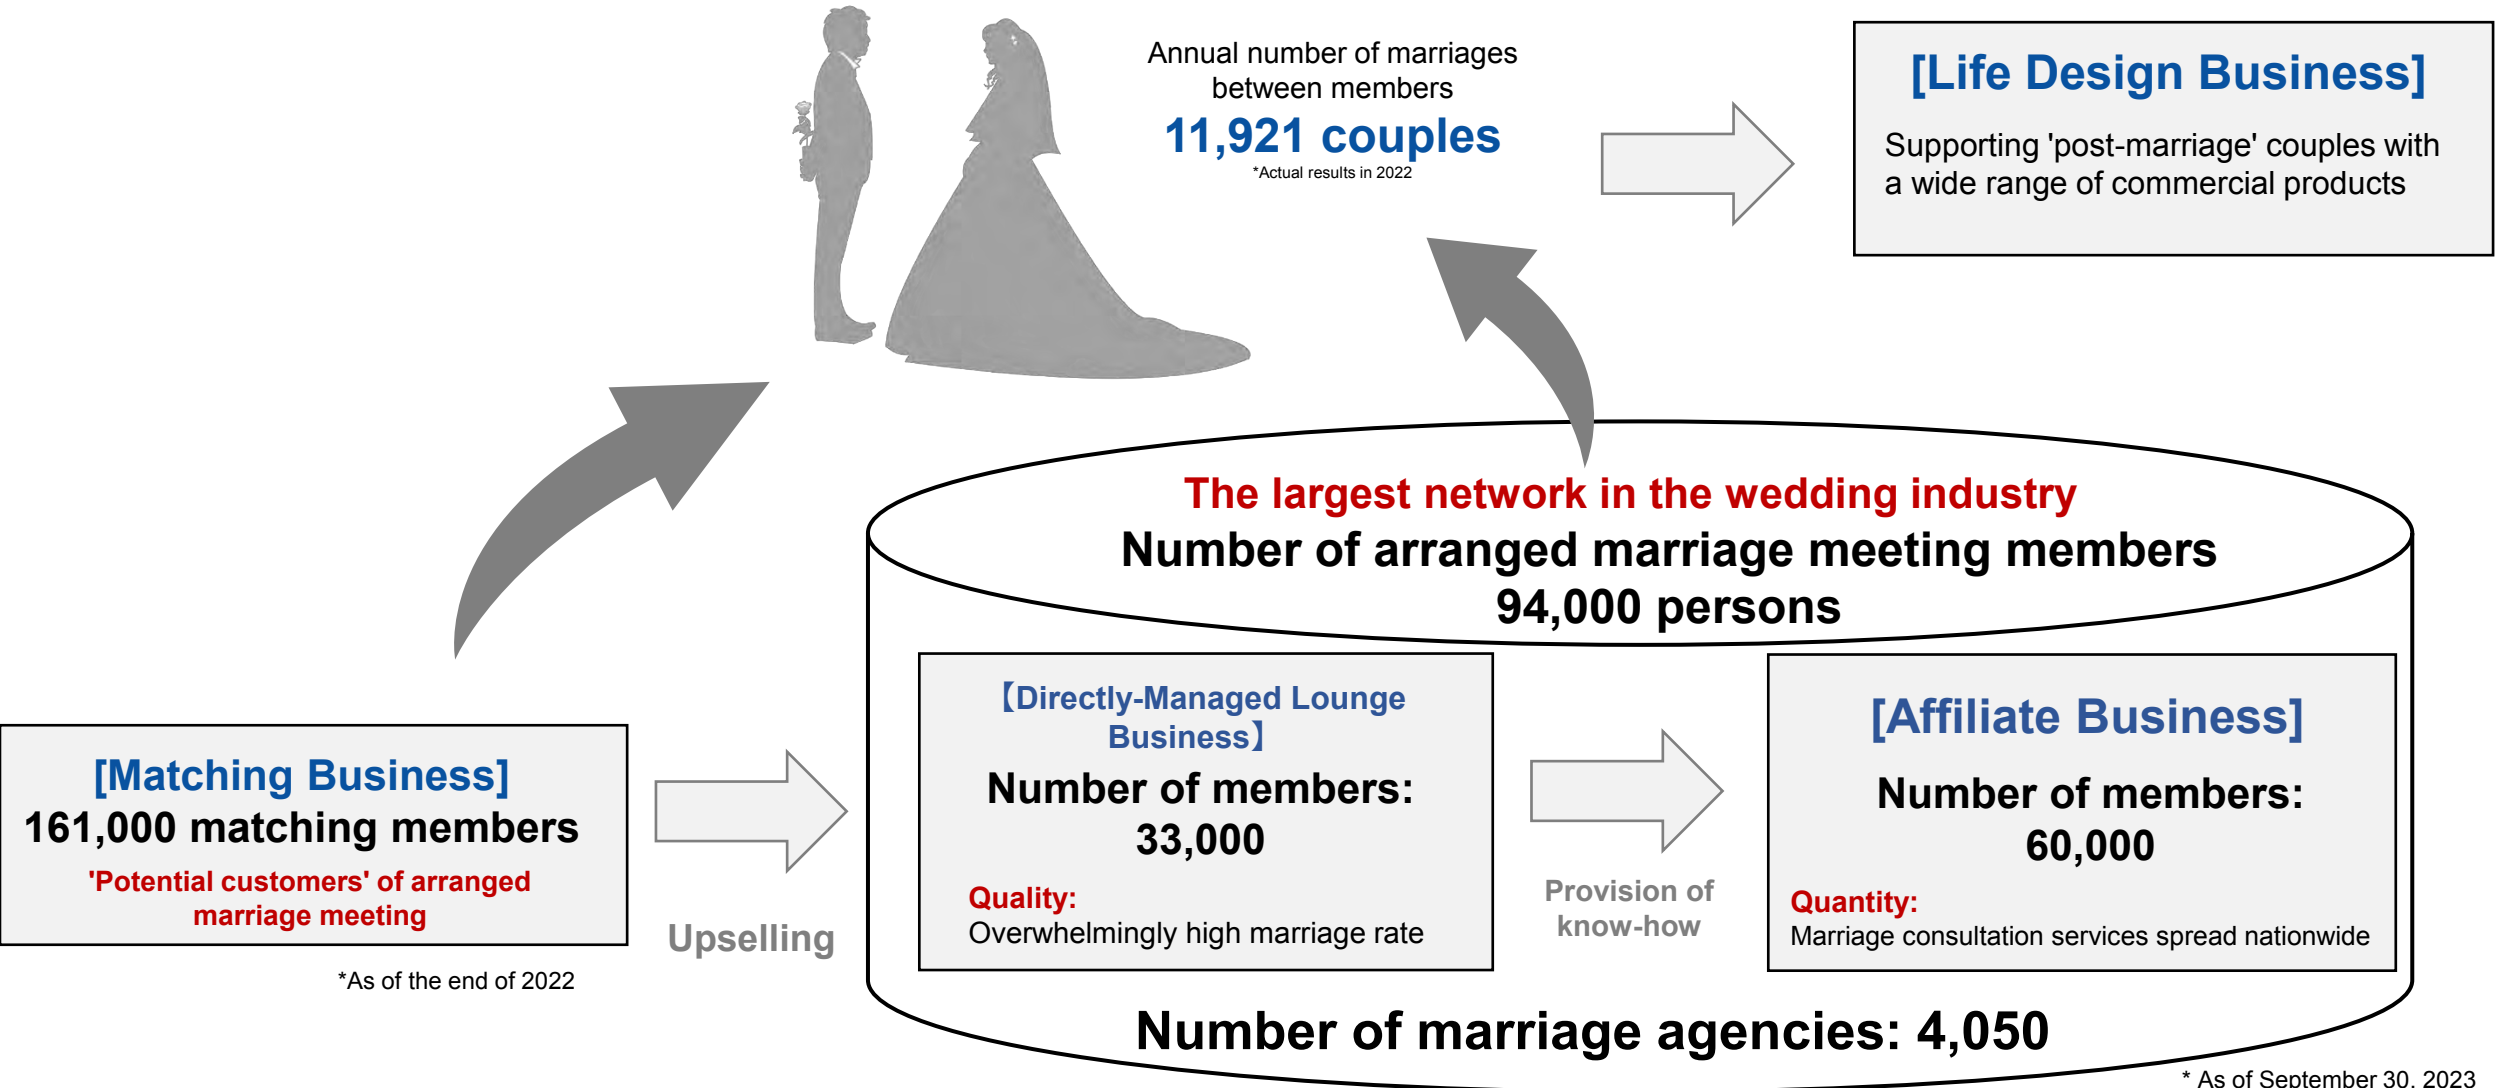 Annual number of marriages
between members
11,921 couples
*Actual results in 2022
[Life Design Business]
Supporting 'post-marriage' couples with
a wide range of commercial products
The largest network in the wedding industry
Number of arranged marriage meeting members
94,000 persons
[Matching Business]
161,000 matching members
'Potential customers' of arranged
marriage meeting
*As of the end of 2022
Upselling
【Directly-Managed Lounge
Business】
Number of members:
33,000
Quality:
Overwhelmingly high marriage rate
Provision of
know-how
[Affiliate Business]
Number of members:
60,000
Quantity:
Marriage consultation services spread nationwide
Number of marriage agencies: 4,050
* As of September 30, 2023